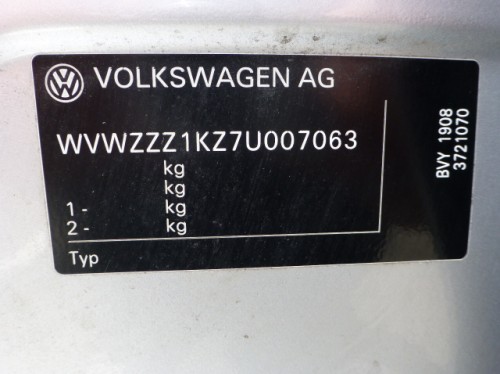 VOLKSWAGEN AG
WVWZZZ1KZ7U007063
kg
kg
1- kg
2- kg
Typ
BVY 1908
3721070